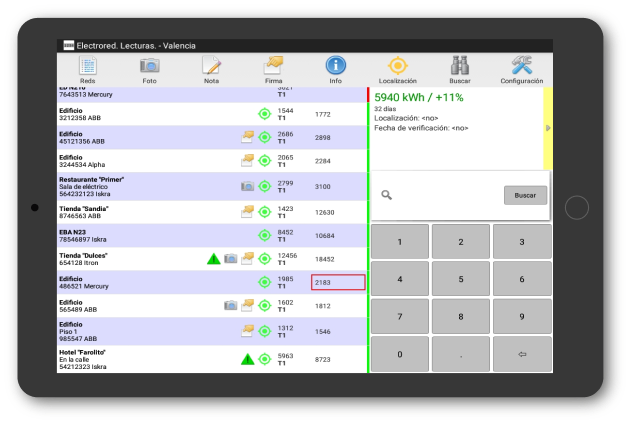 Electrored. Lecturas. - Valencia
Reds Foto Nota Firma Info Localización Buscar Configuración
7643513 Mercury T1
Edificio
3212358 ABB 1544 T1 1772
Edificio
45121356 ABB 2686 T1 2898
Edificio
3244534 Alpha 2065 T1 2284
Restaurante "Primer"
Sala de eléctrico
564232123 Iskra 2799 T1 3100
Tienda "Sandía"
8746563 ABB 1423 T1 12630
EBA N23
78546897 Iskra 8452 T1 10684
Tienda "Dulces"
654128 Itron 12456 T1 18452
Edificio
486521 Mercury 1985 T1 2183
Edificio
565489 ABB 1602 T1 1812
Edificio
Piso 1
985547 ABB 1312 T1 1546
Hotel "Farolito"
En la calle
54212323 Iskra 5963 T1 8723
5940 kWh / +11%
32 días
Localización: <no>
Fecha de verificación: <no>
Buscar
1 2 3
4 5 6
7 8 9
0 .